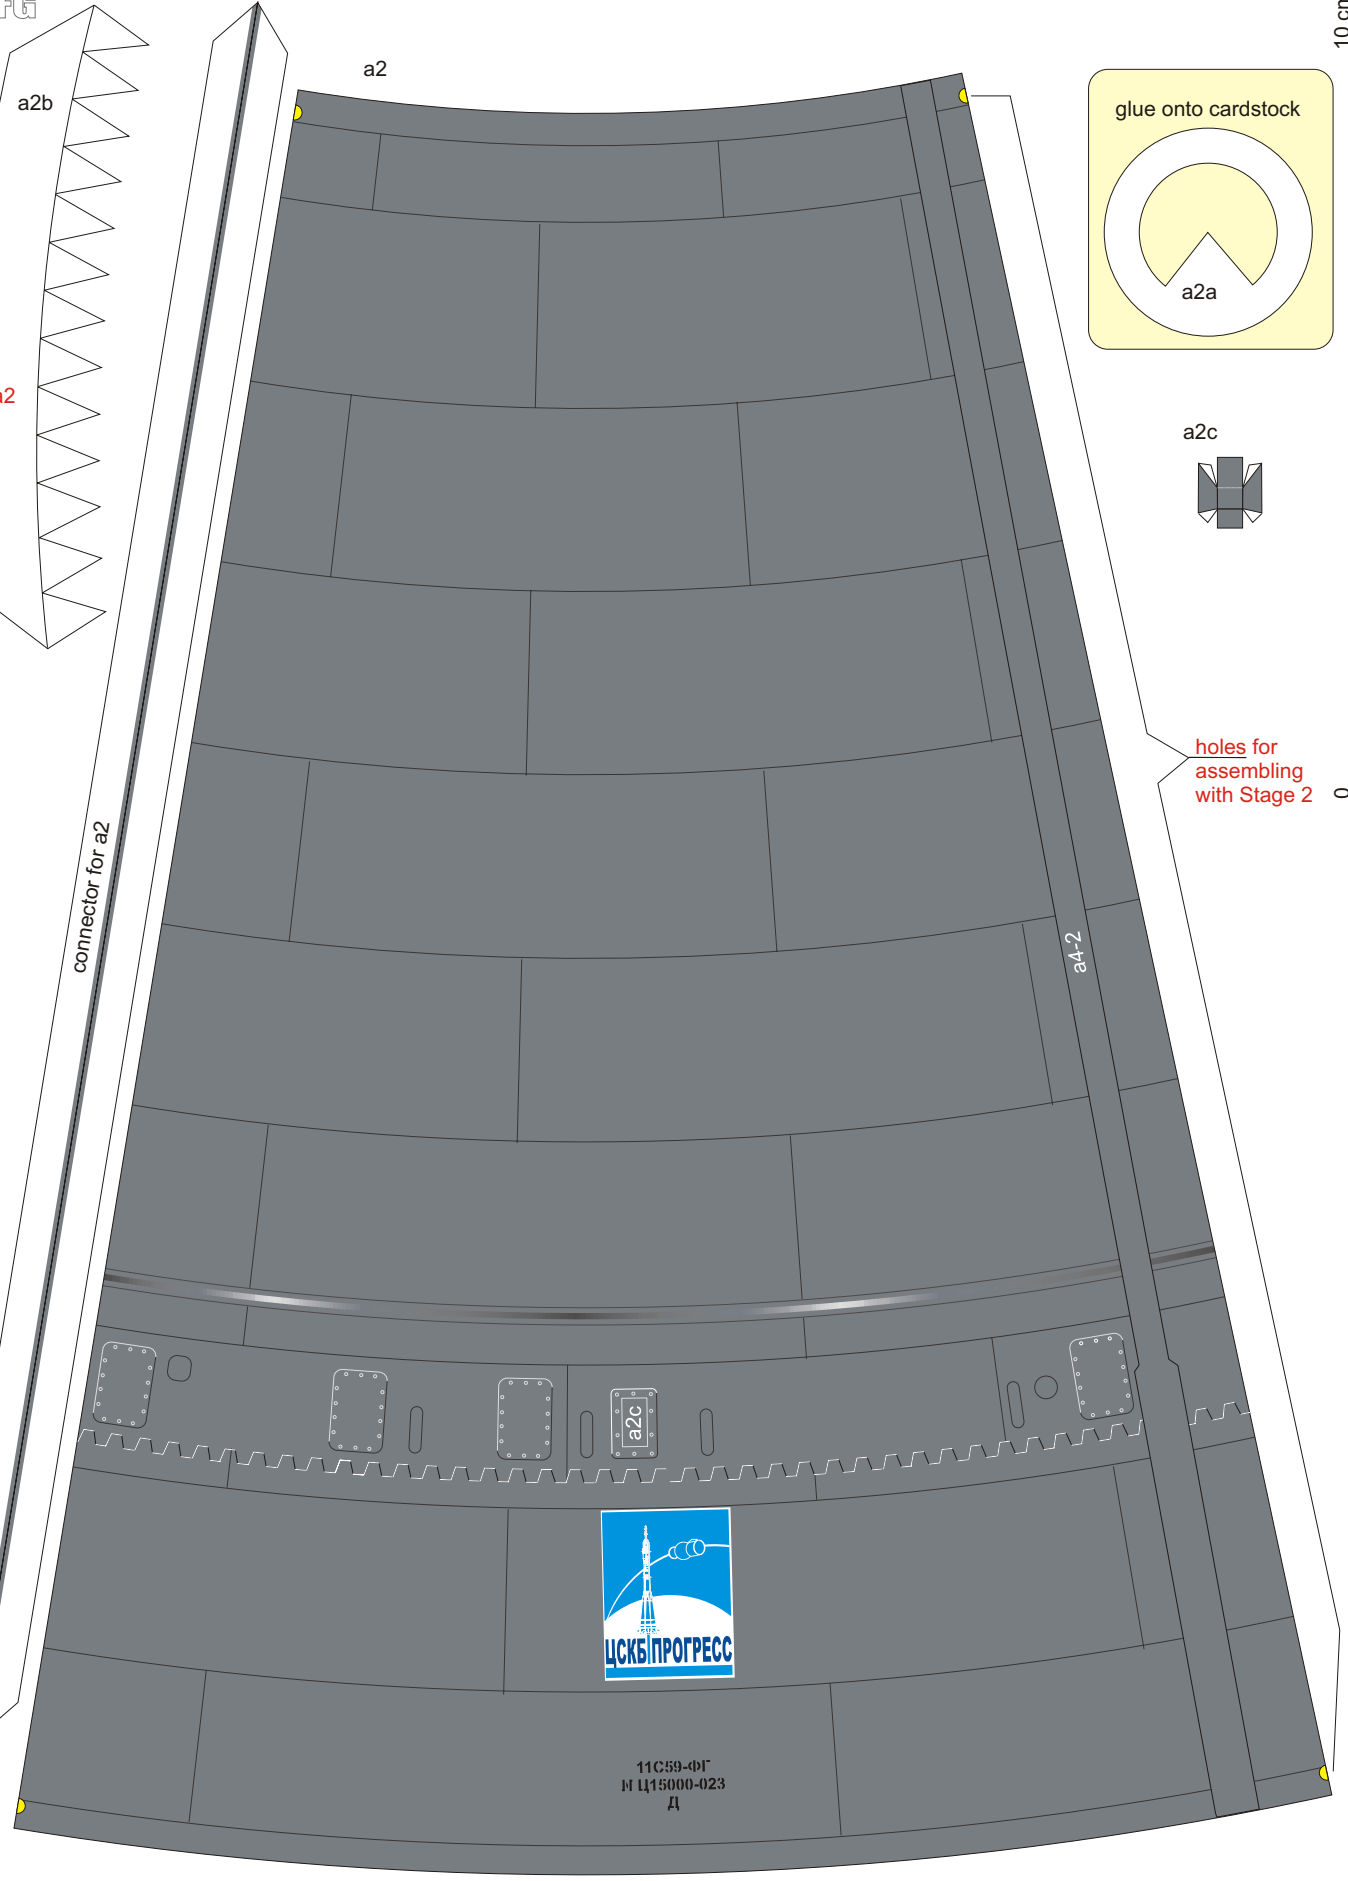 a2
10 cm
a2b
glue onto cardstock
a2a
a2
a2c
holes for
assembling
with Stage 2
0
connector for a2
a4-2
a2c
ЦСКБ ПРОГРЕСС
11С59-ФГ
Ц15000-023
Д